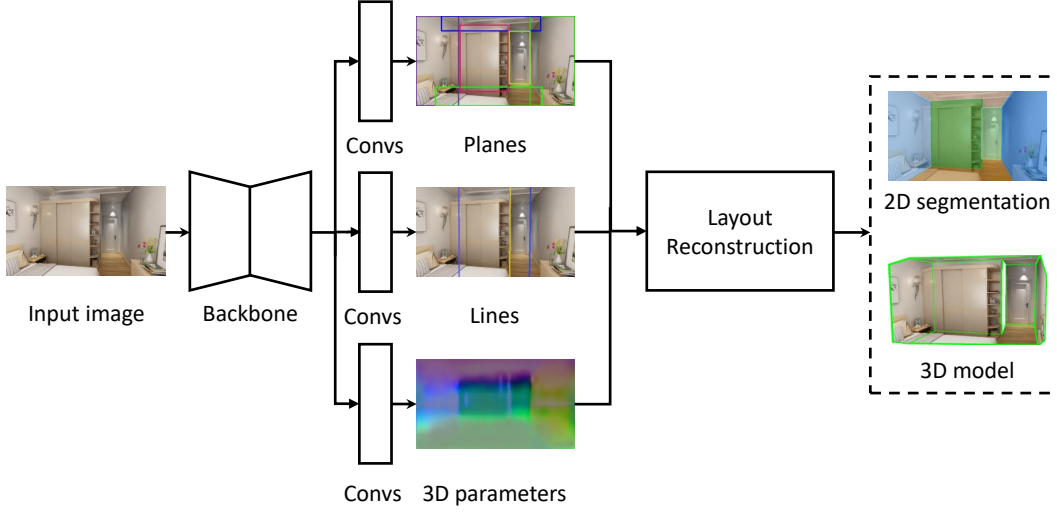 Convs
Planes
Input image
Backbone
Convs
Lines
Convs
3D parameters
Layout
Reconstruction
2D segmentation
3D model